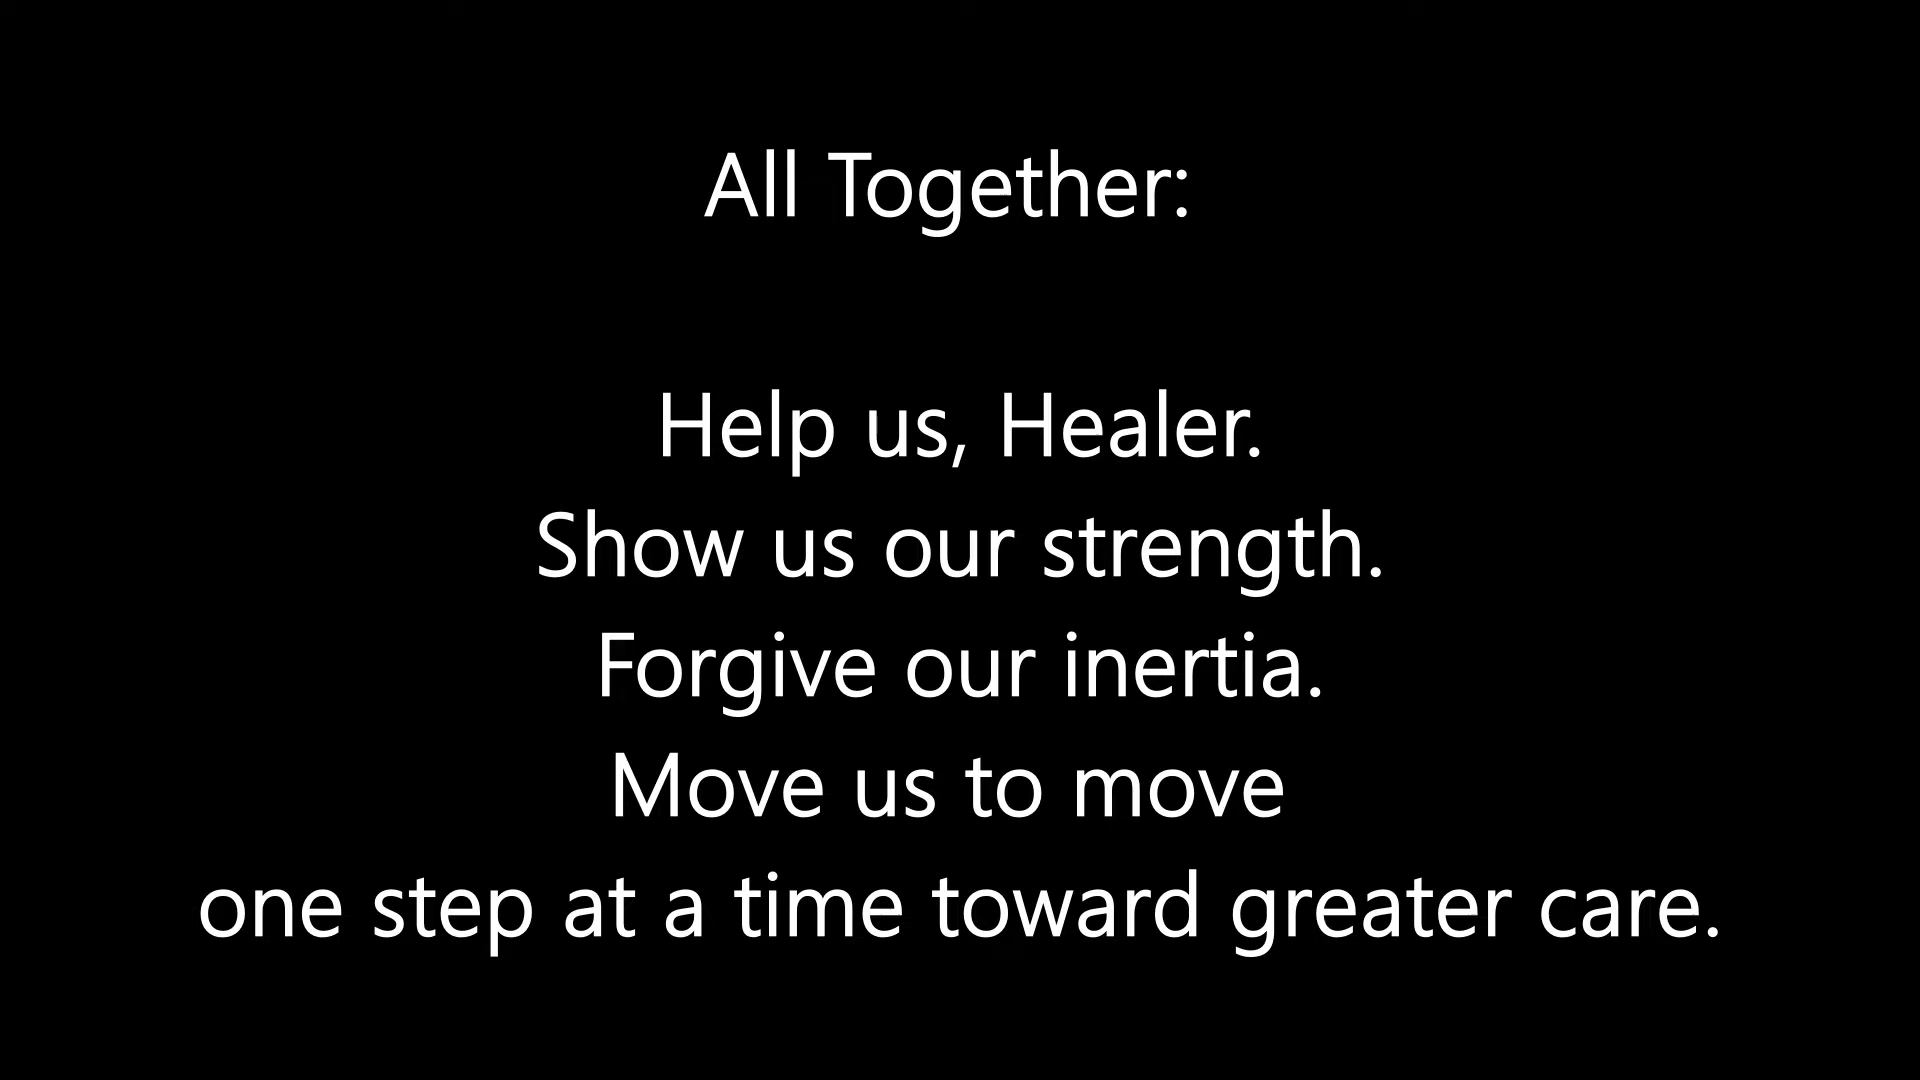 All Together:
Help us, Healer.
Show us our strength.
Forgive our inertia.
Move us to move
one step at a time toward greater care.